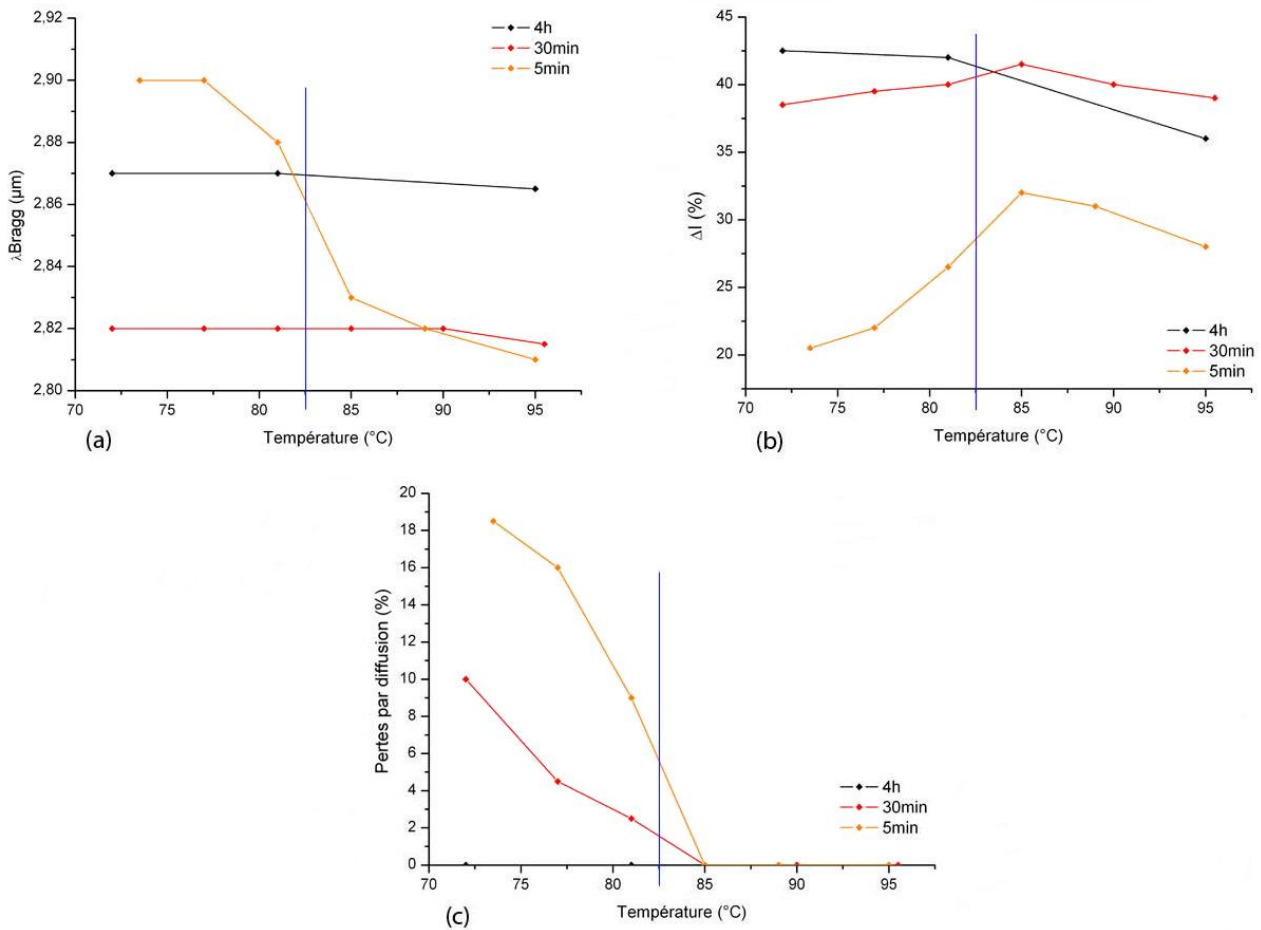 2,92
2,90
2,88
2,86
2,84
2,82
2,80
λBragg (µm)
4h
30min
5min
70 75 80 85 90 95
Température (°C)
(a)
45
40
35
30
25
20
ΔI (%)
4h
30min
5min
70 75 80 85 90 95
Température (°C)
(b)
20
18
16
14
12
10
8
6
4
2
0
Pertes par diffusion (%)
4h
30min
5min
70 75 80 85 90 95
Température (°C)
(c)